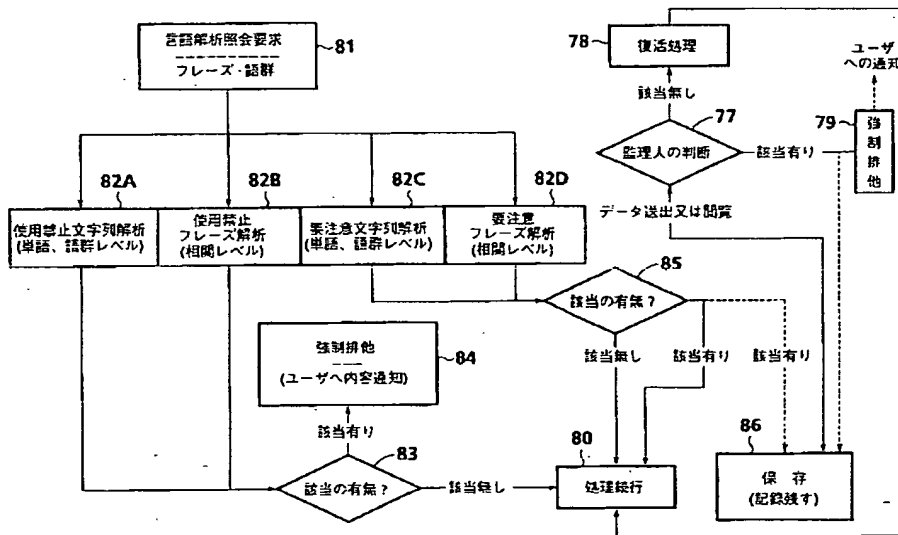 言語解析照会要求
フレーズ・語群
81
78
復活処理
ユーザ
への通知
該当無し
77
79
監理人の判断
該当有り
強制排他
82A
82B
82C
82D
使用禁止文字列解析
(単語、語群レベル)
使用禁止
フレーズ解析
(相関レベル)
要注意文字列解析
(単語、語群レベル)
要注意
フレーズ解析
(相関レベル)
データ送出又は閲覧
85
該当の有無?
強制排他
(ユーザへ内容通知)
84
該当無し
該当有り
該当有り
該当有り
83
該当の有無?
該当無し
80
処理続行
86
保 存
(記録残す)